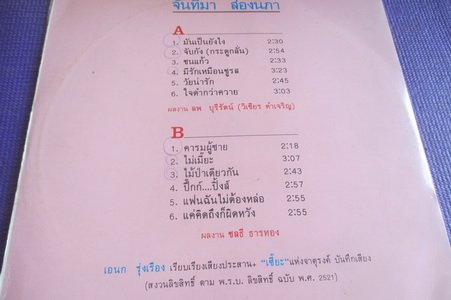 จันทิมา ส่องนภา
A
1. มันเป็นยังไง 2:30
2. จับกัง (กระตูกลัน) 2:54
3. ชนแก้ว 2:33
4. มีรักเหมือนชูรส 3:23
5. วัยน่ารัก 2:45
6. ใจดำกว่าควาย 3:03
ผลงาน ลพ บุรีรัตน์ (วิเชียร คำเจริญ)
B
1. คารมผู้ชาย 2:18
2. ไม่เมี๊ยะ 3:07
3. ไม้ป่าเดียวกัน 2:43
4. ปิ๊กก์....ปิ้งส์ 2:57
5. แฟนฉันไม่ต้องหล่อ 2:55
6. แค่คิดถึงก็ผิดหวัง 2:55
ผลงาน ชลธี ธารทอง
เอนก รุ่งเรือง เรียบเรียงเสียงประสาน+ "เซี๊ยะ" แห่งจาตุรงค์ บันทึกเสียง
(สงวนลิขสิทธิ์ ตาม พ.ร.บ. ลิขสิทธิ์ ฉบับ พ.ศ. 2521)